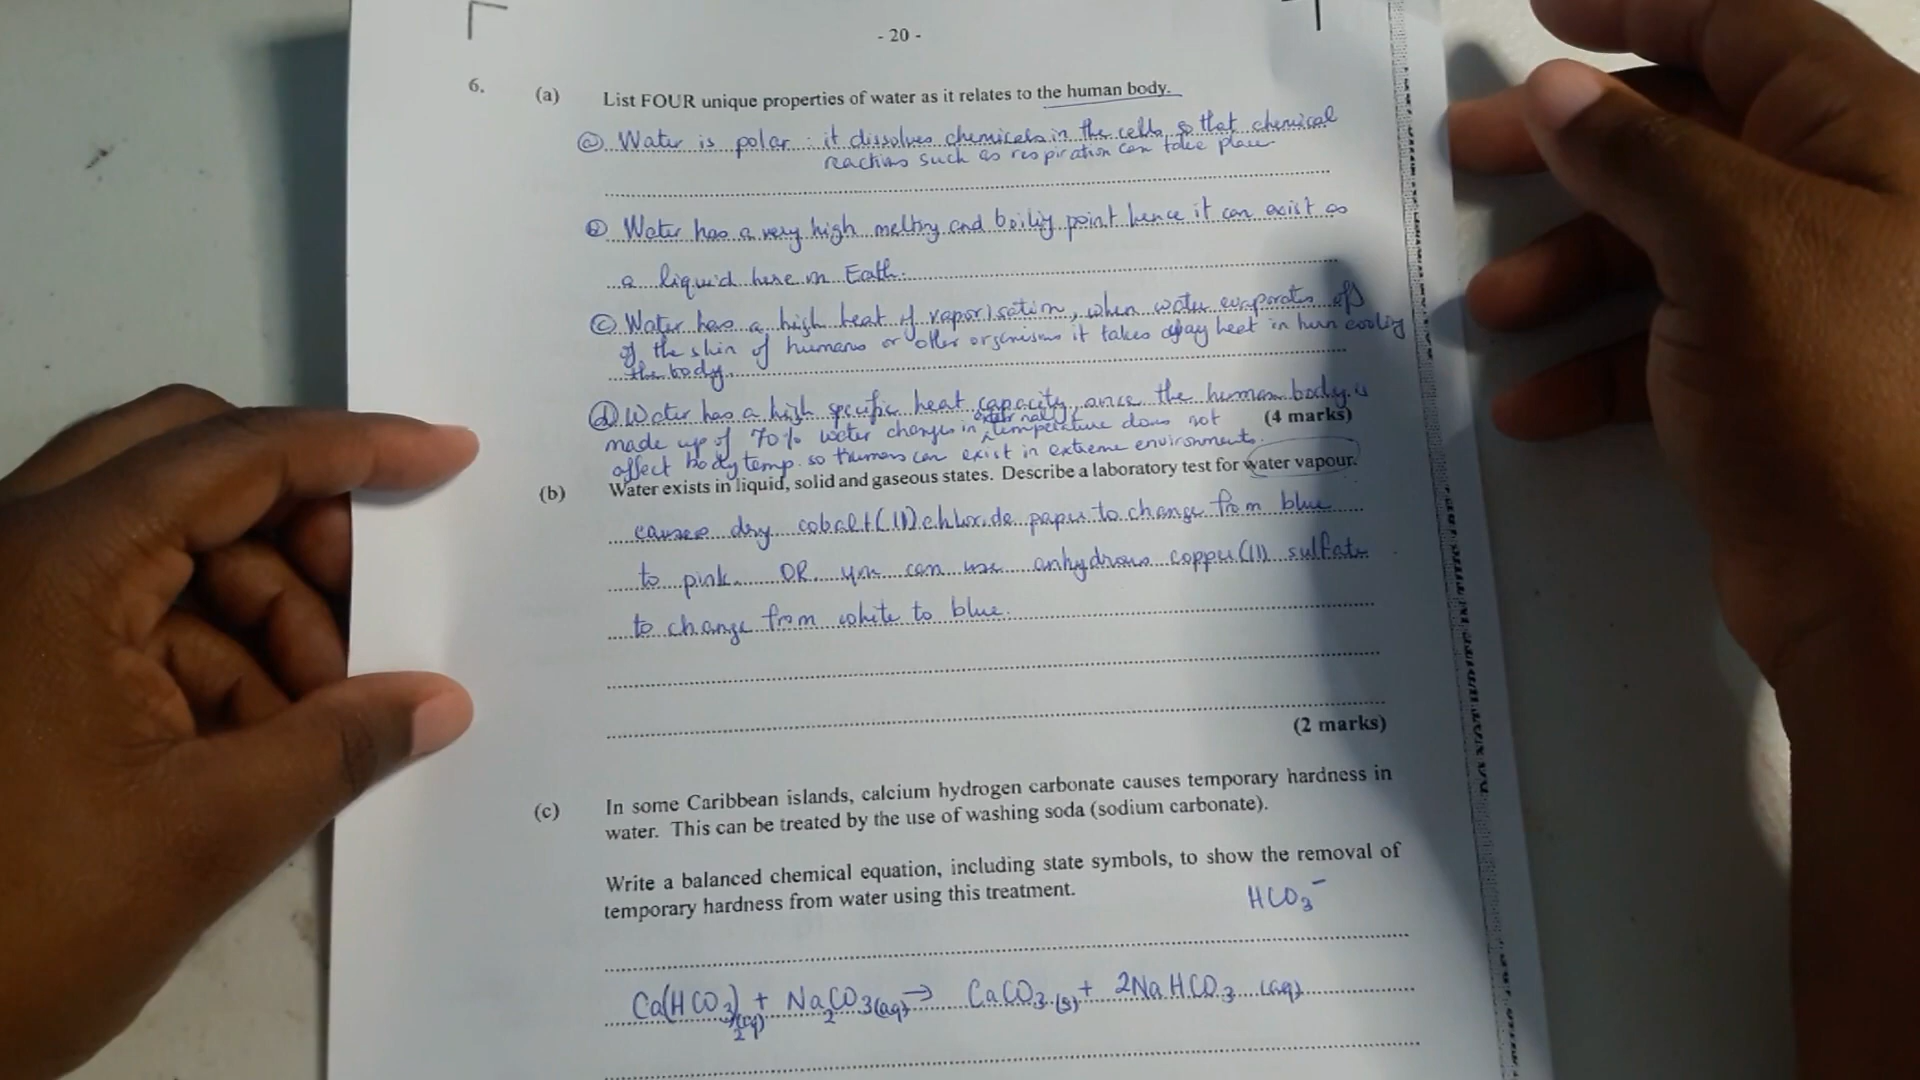 - 20 -
6. (a) List FOUR unique properties of water as it relates to the human body.
ⓐ Water is polar : it dissolves chemicals in the cells so that chemical
reactions such as respiration can take place
Water has a very high melting and boiling point hence it can exist as
a liquid here on Earth.
ⓒ Water has a high heat of vaporisation, when water evaporates off
of the skin of humans or other organisms it takes away heat in turn cooling
the body.
ⓓ Water has a high specific heat capacity, since the human body is
(4 marks)
made up of 70% water changes in external temperature does not
affect body temp. so humans can exist in extreme environments.
(b) Water exists in liquid, solid and gaseous states. Describe a laboratory test for water vapour.
causes dry cobalt (II) chloride paper to change from blue
to pink. OR you can use anhydrous copper (II) sulfate
to change from white to blue.
(2 marks)
(c) In some Caribbean islands, calcium hydrogen carbonate causes temporary hardness in
water. This can be treated by the use of washing soda (sodium carbonate).
Write a balanced chemical equation, including state symbols, to show the removal of
temporary hardness from water using this treatment.
HCO₃⁻
Ca(HCO₃)₂(aq) + Na₂CO₃(aq) → CaCO₃(s) + 2NaHCO₃ (aq)